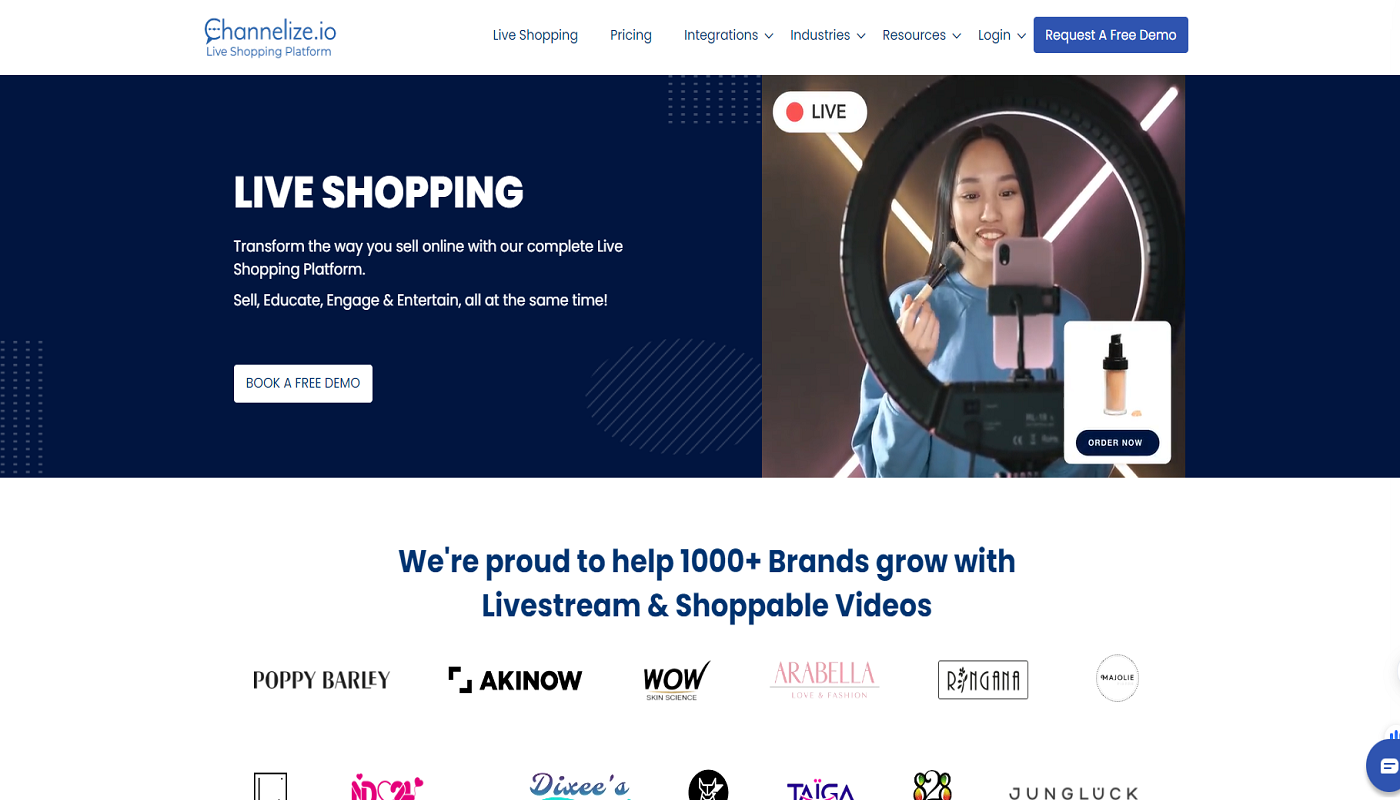 Channelize.io
Live Shopping Platform
Live Shopping Pricing Integrations Industries Resources Login Request A Free Demo
LIVE
LIVE SHOPPING
Transform the way you sell online with our complete Live
Shopping Platform.
Sell, Educate, Engage & Entertain, all at the same time!
BOOK A FREE DEMO
ORDER NOW
We're proud to help 1000+ Brands grow with
Livestream & Shoppable Videos
POPPY BARLEY
AKINOW
WOW
SKIN SCIENCE
ARABELLA
LOVE & FASHION
RINGANA
MAJOLIE
Dixee's
TAÏGA
828
JUNGLÜCK